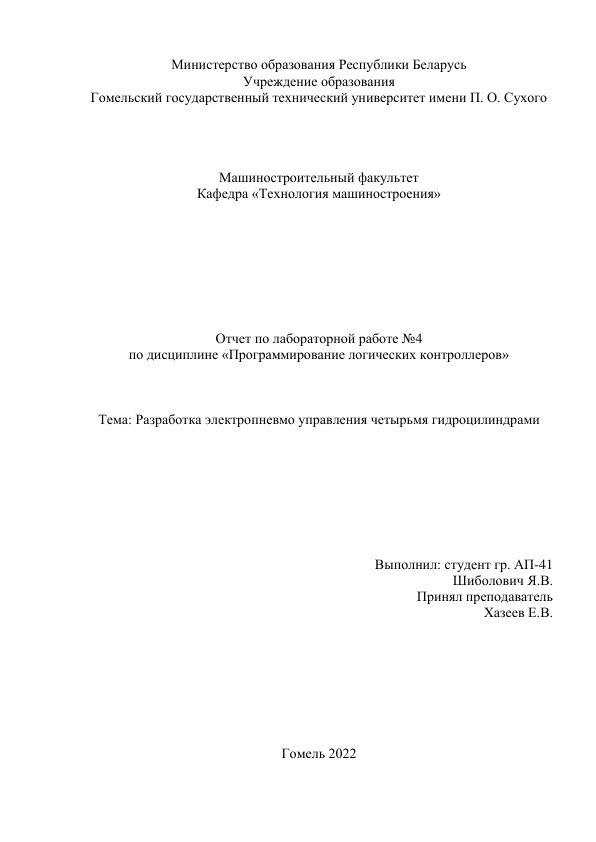 Министерство образования Республики Беларусь
Учреждение образования
Гомельский государственный технический университет имени П. О. Сухого
Машиностроительный факультет
Кафедра «Технология машиностроения»
Отчет по лабораторной работе №4
по дисциплине «Программирование логических контроллеров»
Тема: Разработка электропневмо управления четырьмя гидроцилиндрами
Выполнил: студент гр. АП-41
Шиболович Я.В.
Принял преподаватель
Хазеев Е.В.
Гомель 2022